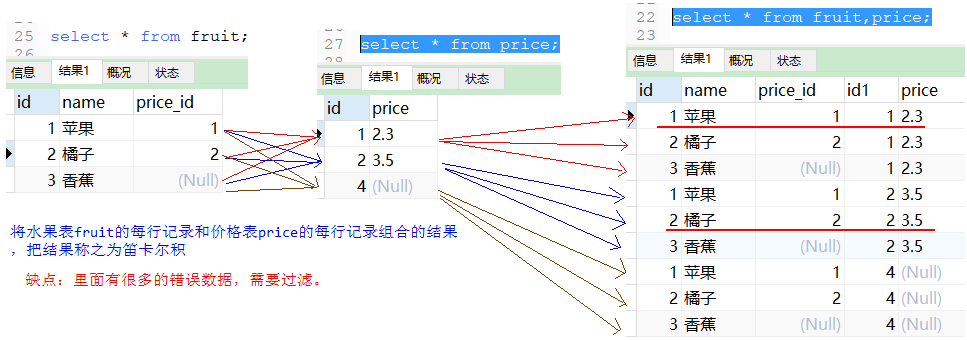 25 select * from fruit;
26
信息 结果1 概况 状态
id name price_id
1 苹果 1
2 橘子 2
3 香蕉 (Null)
27 select * from price;
28
信息 结果1 概况 状态
id price
1 2.3
2 3.5
4 (Null)
22 select * from fruit,price;
23
信息 结果1 概况 状态
id name price_id id1 price
1 苹果 1 1 2.3
2 橘子 2 1 2.3
3 香蕉 (Null) 1 2.3
1 苹果 1 2 3.5
2 橘子 2 2 3.5
3 香蕉 (Null) 2 3.5
1 苹果 1 4 (Null)
2 橘子 2 4 (Null)
3 香蕉 (Null) 4 (Null)
将水果表fruit的每行记录和价格表price的每行记录组合的结果
，把结果称之为笛卡尔积
缺点：里面有很多的错误数据，需要过滤。